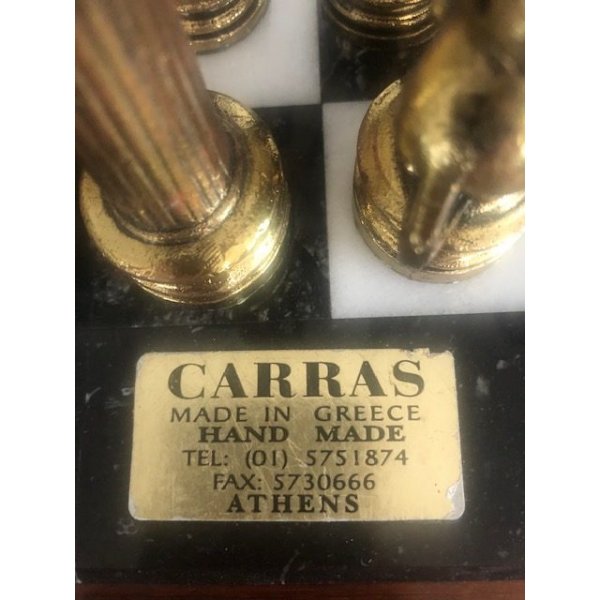 CARRAS
MADE IN GREECE
HAND MADE
TEL: (01) 5751874
FAX: 5730666
ATHENS